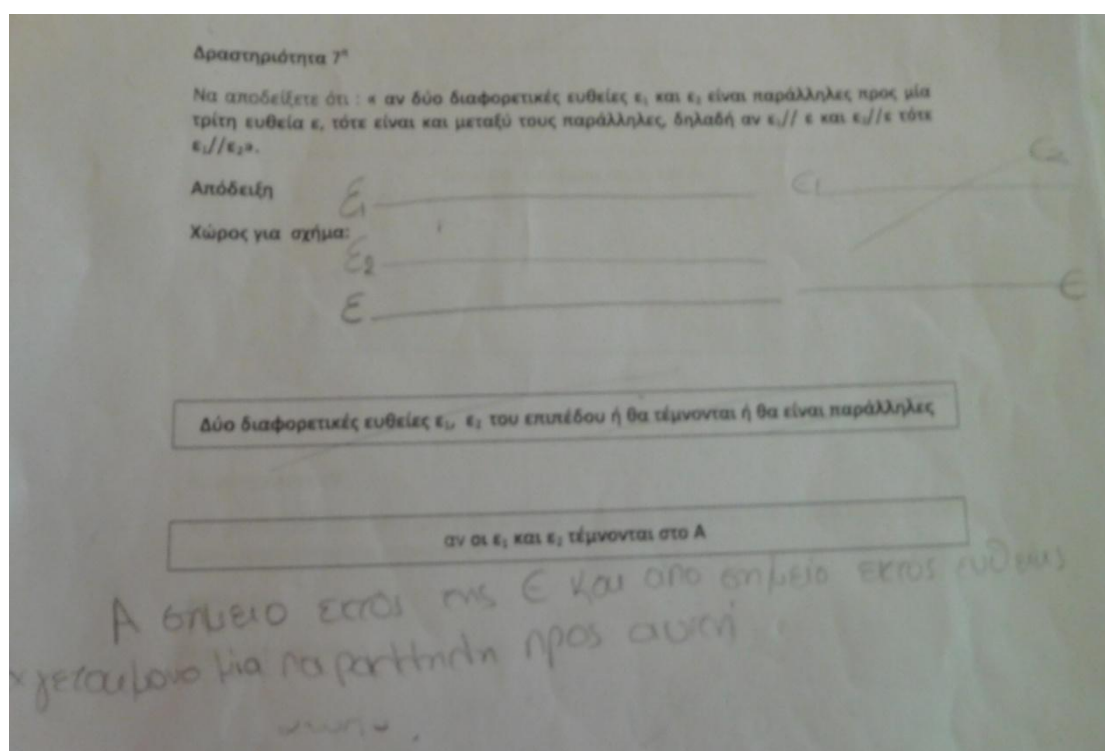 Δραστηριότητα 7η
Να αποδείξετε ότι : « αν δύο διαφορετικές ευθείες ε₁ και ε₂ είναι παράλληλες προς μία
τρίτη ευθεία ε, τότε είναι και μεταξύ τους παράλληλες, δηλαδή αν ε₁// ε και ε₂//ε τότε
ε₁//ε₂».
Απόδειξη
Χώρος για σχήμα:
ε₁
ε₂
ε
ε₁
ε₂
ε
Δύο διαφορετικές ευθείες ε₁, ε₂ του επιπέδου ή θα τέμνονται ή θα είναι παράλληλες
αν οι ε₁ και ε₂ τέμνονται στο Α
Α σημειο εκτος της ε και απο σημειο εκτος ευθειας
μονο μια προς αυτή